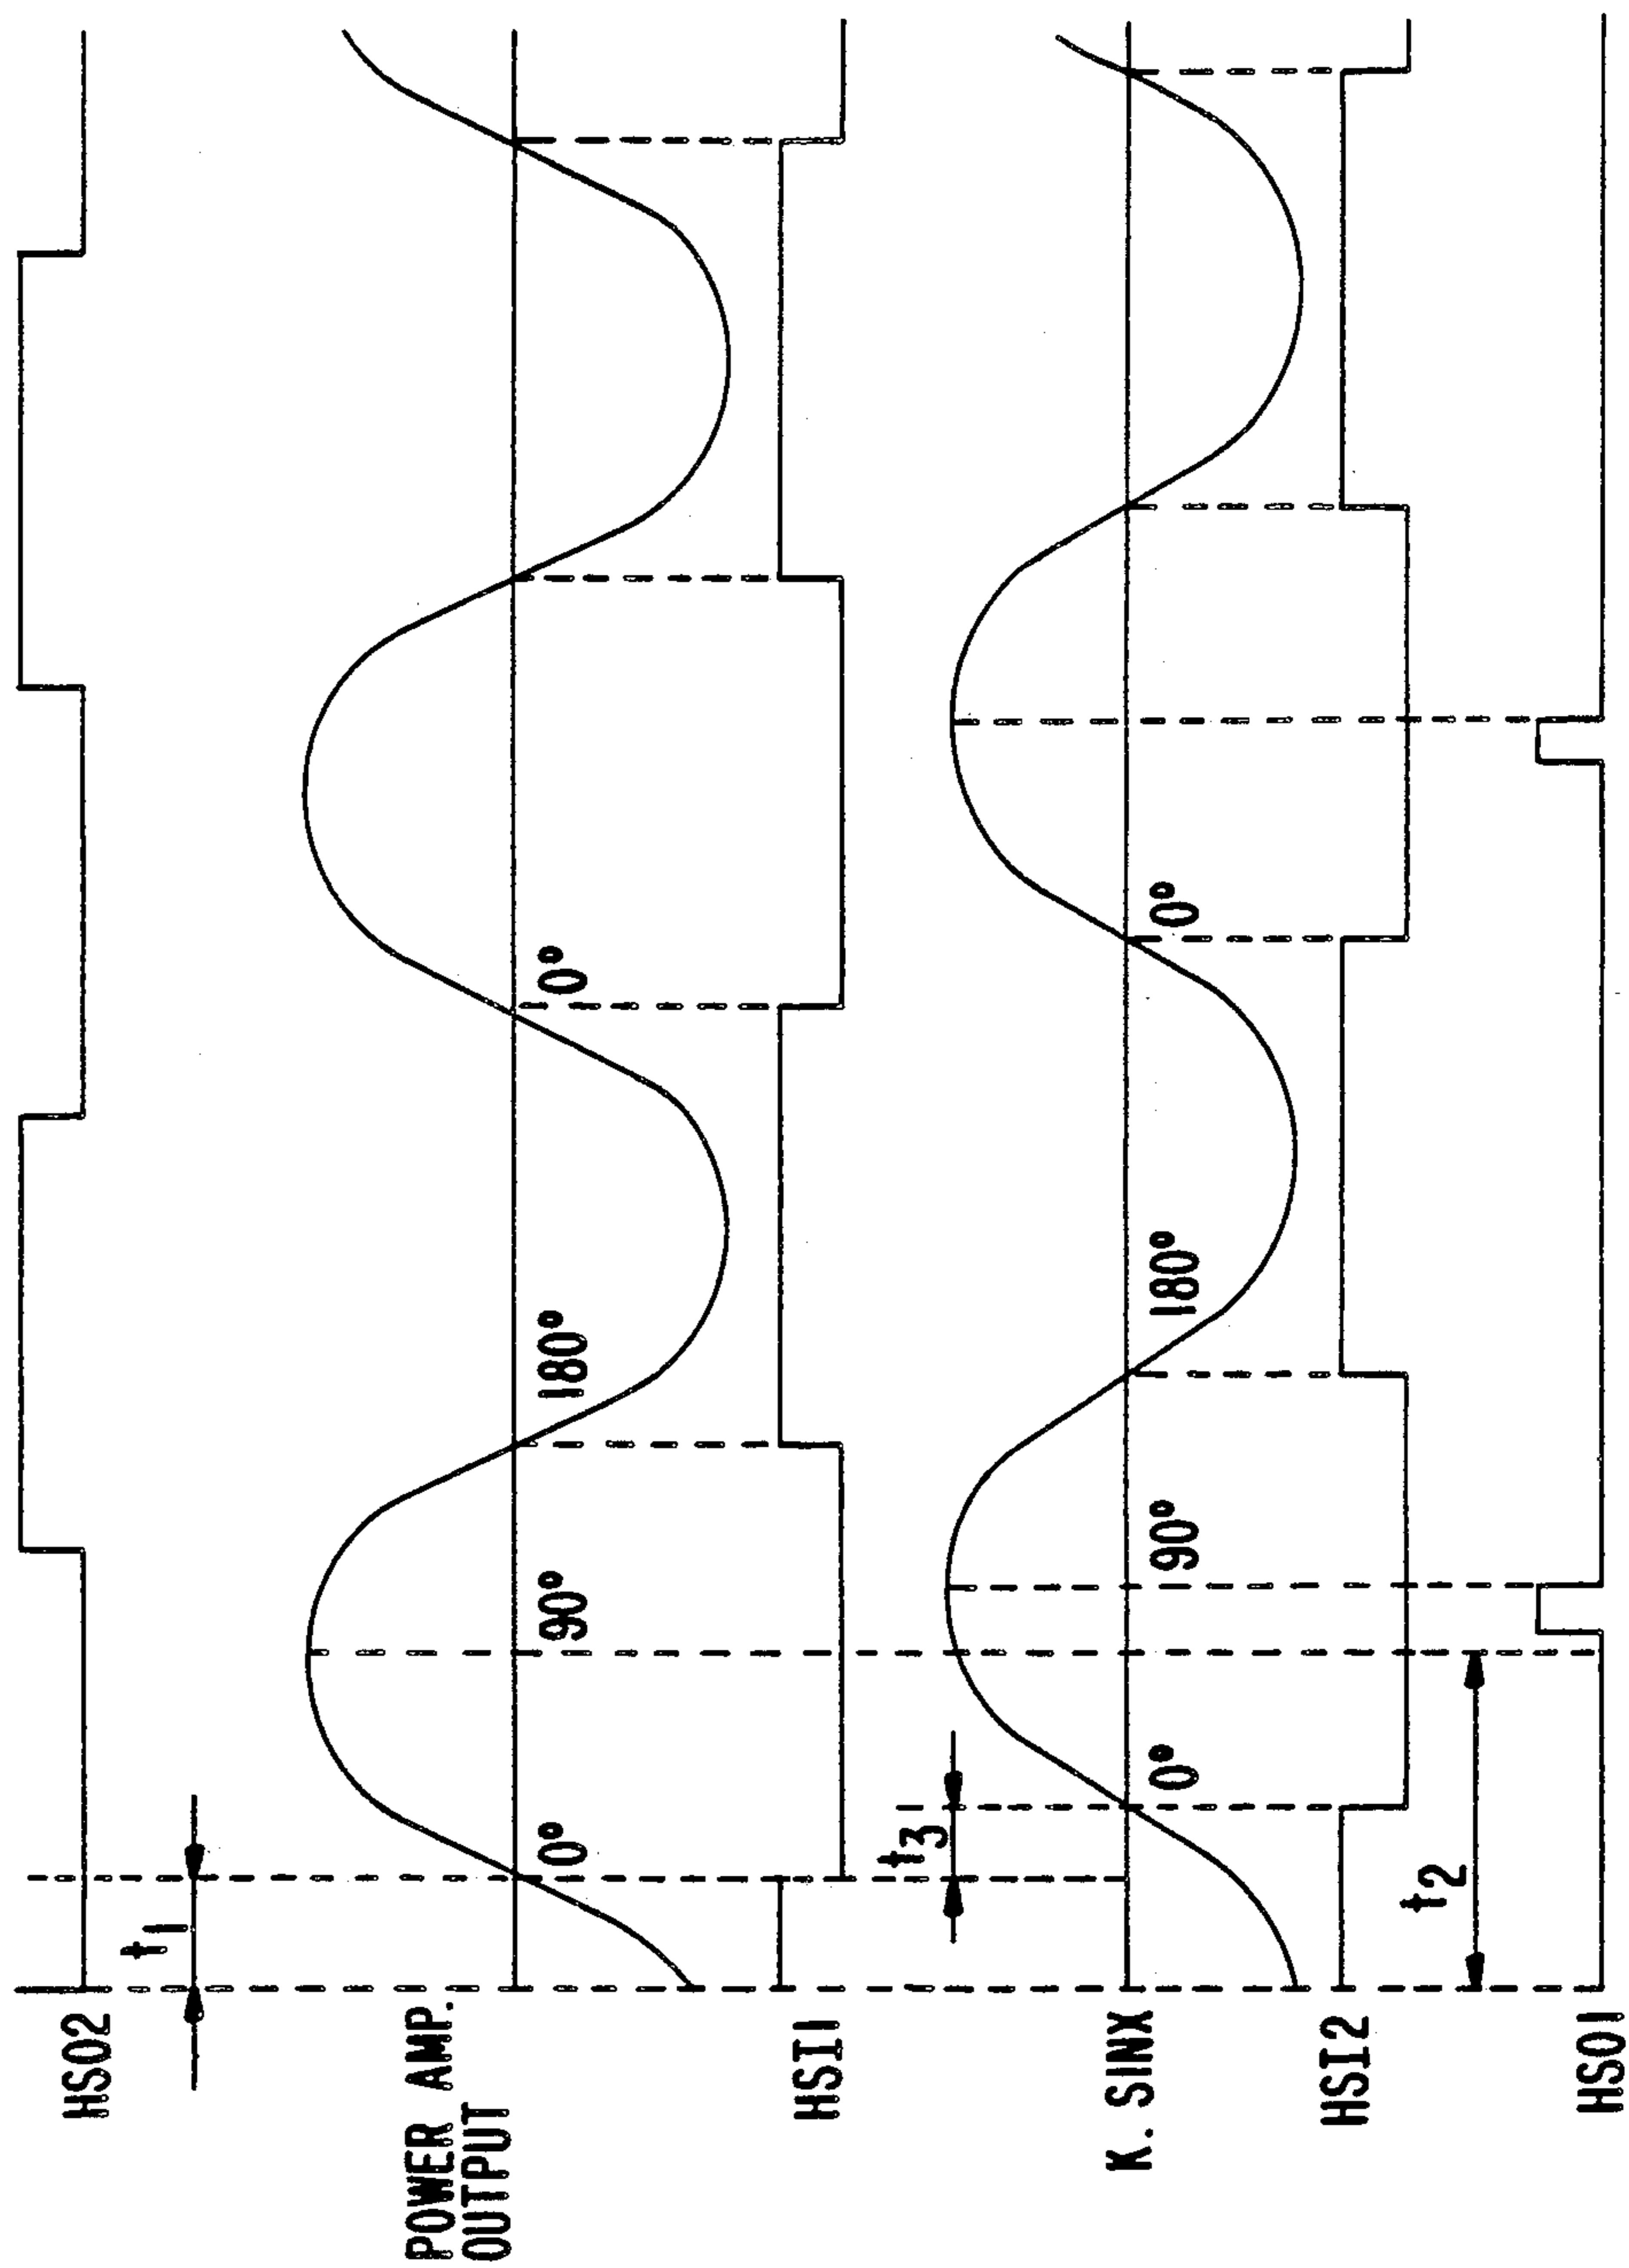 HSO2
t1
POWER AMP.
OUTPUT
0° 90° 180° 0°
HSI1
t3
K. SINX
0° 90° 180° 0°
HSI2
t2
HSO1